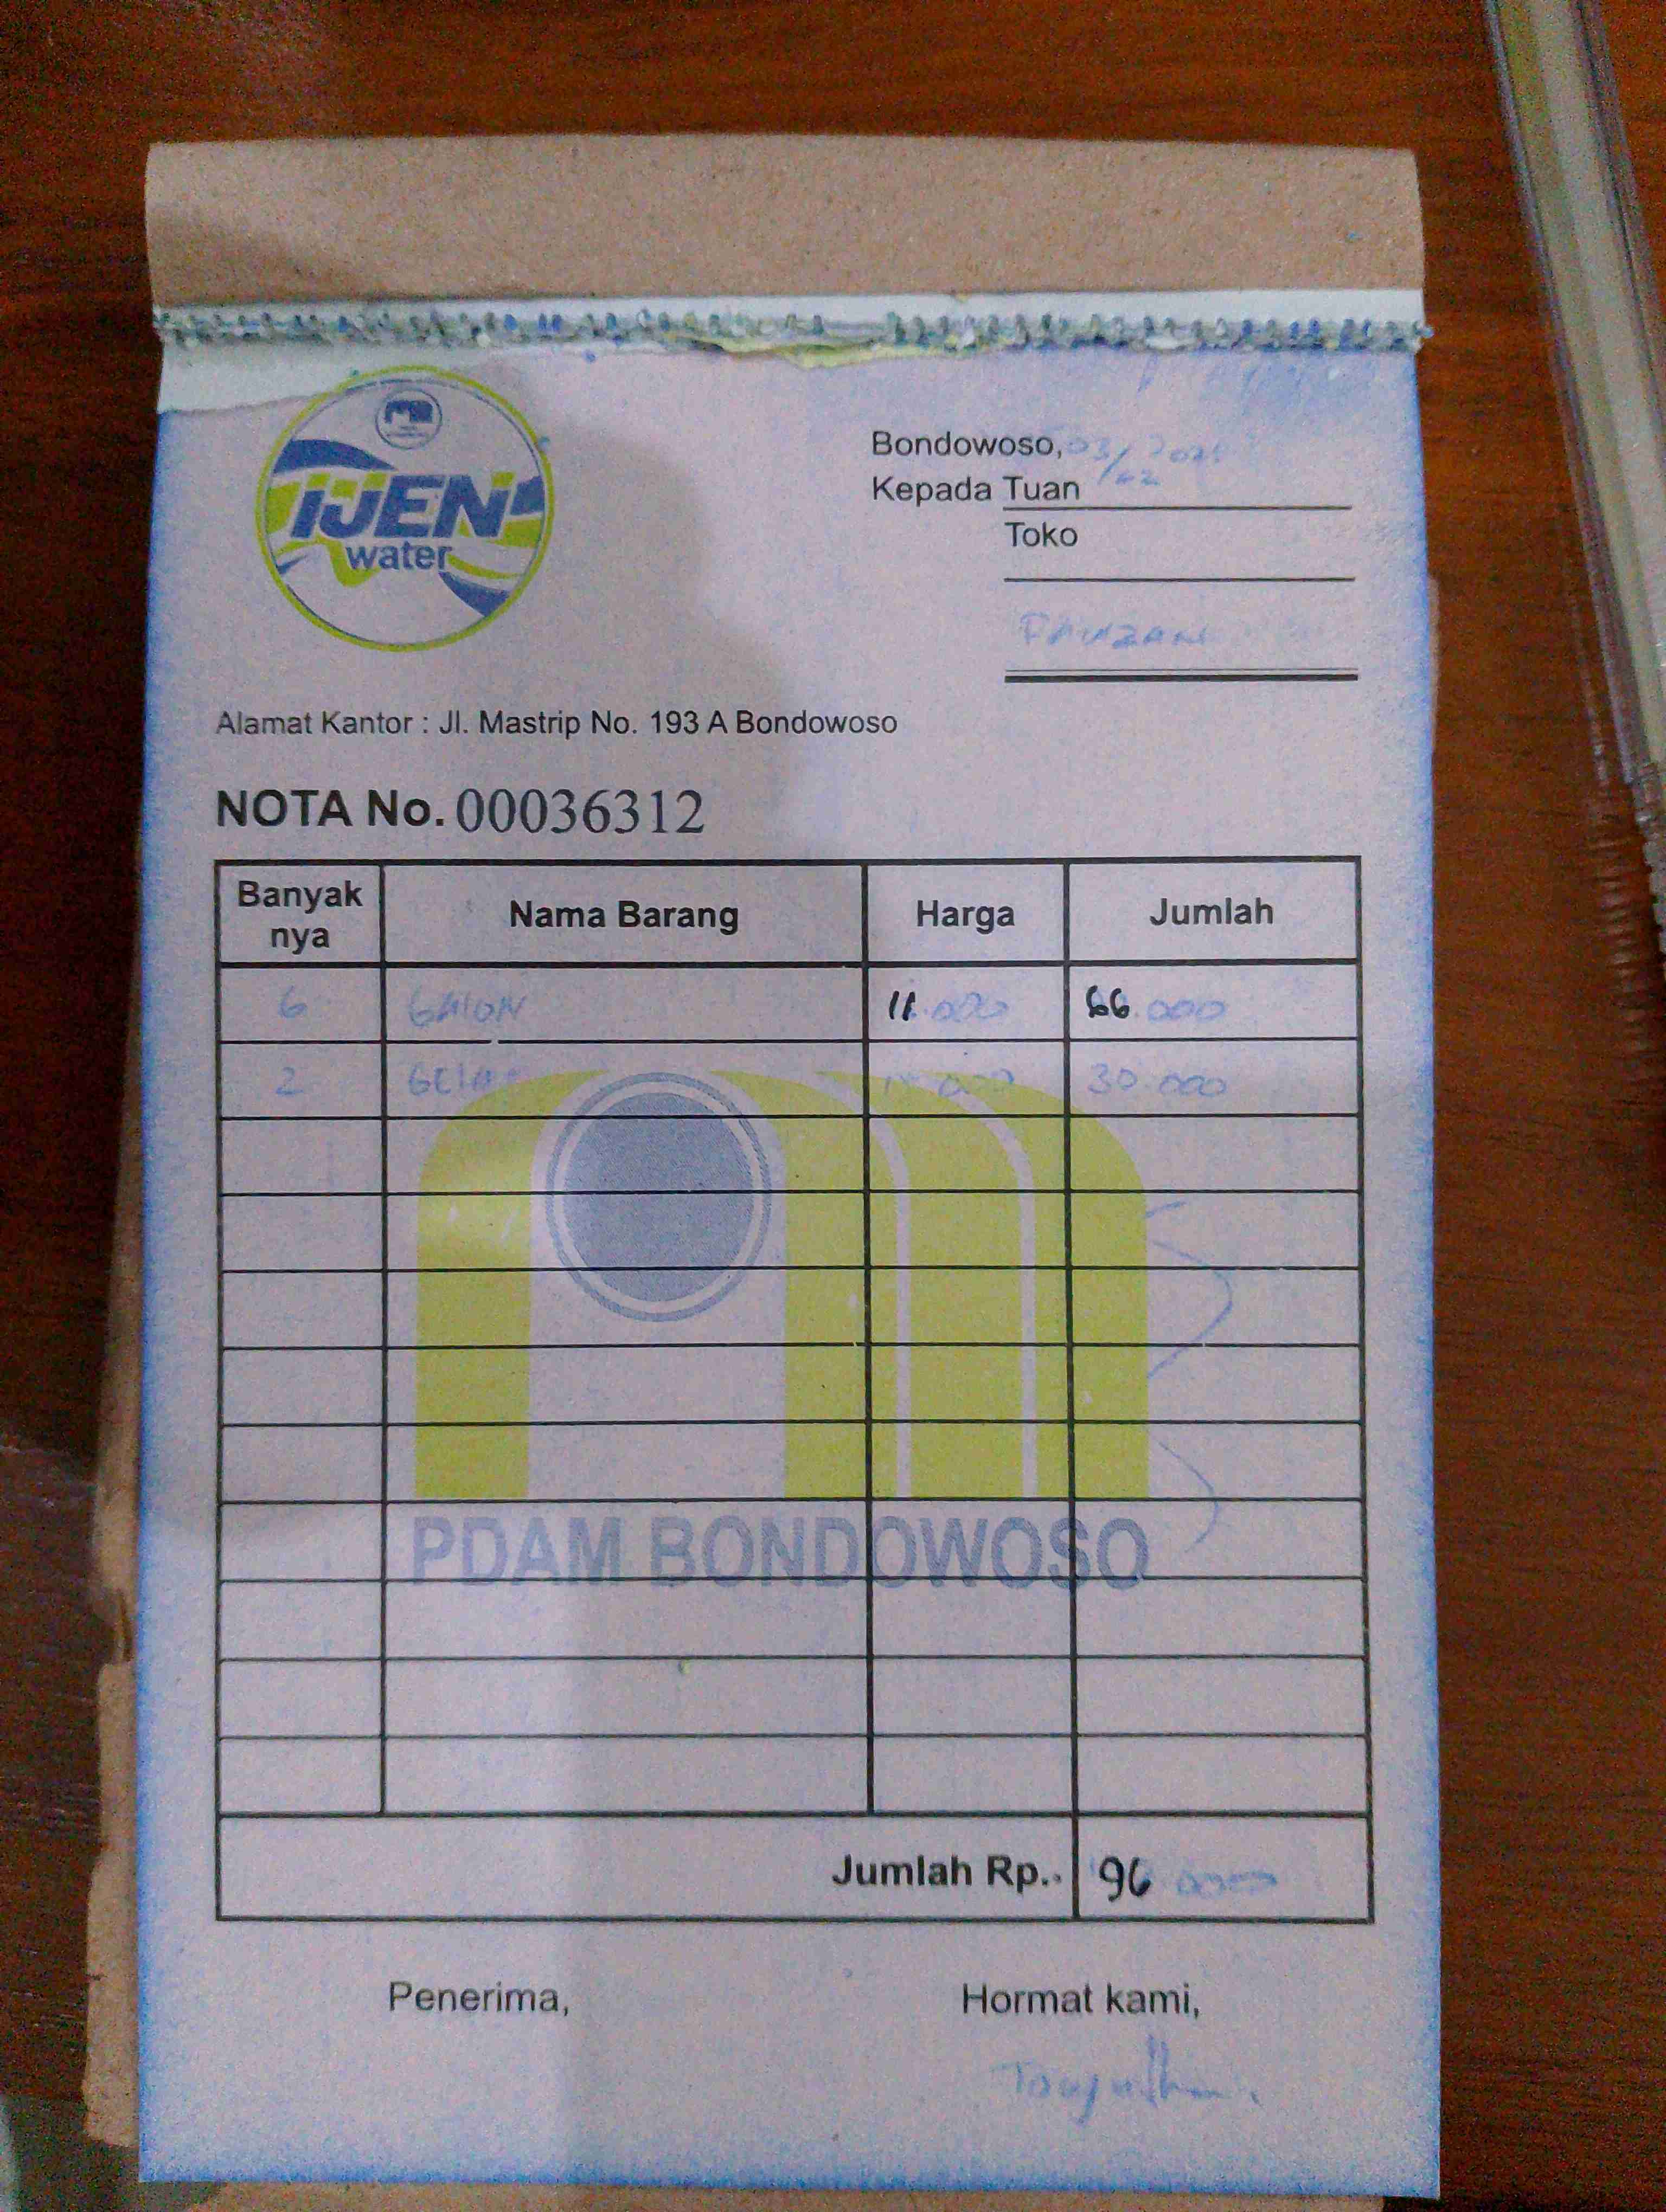 IJEN
water
Bondowoso, 03/02 2021
Kepada Tuan
Toko
FAUZAN
Alamat Kantor : Jl. Mastrip No. 193 A Bondowoso
NOTA No. 00036312
Banyak nya Nama Barang Harga Jumlah
6 GALON 11.000 66.000
2 GELAS 15.000 30.000
PDAM BONDOWOSO
Jumlah Rp.. 96.000
Penerima, Hormat kami,